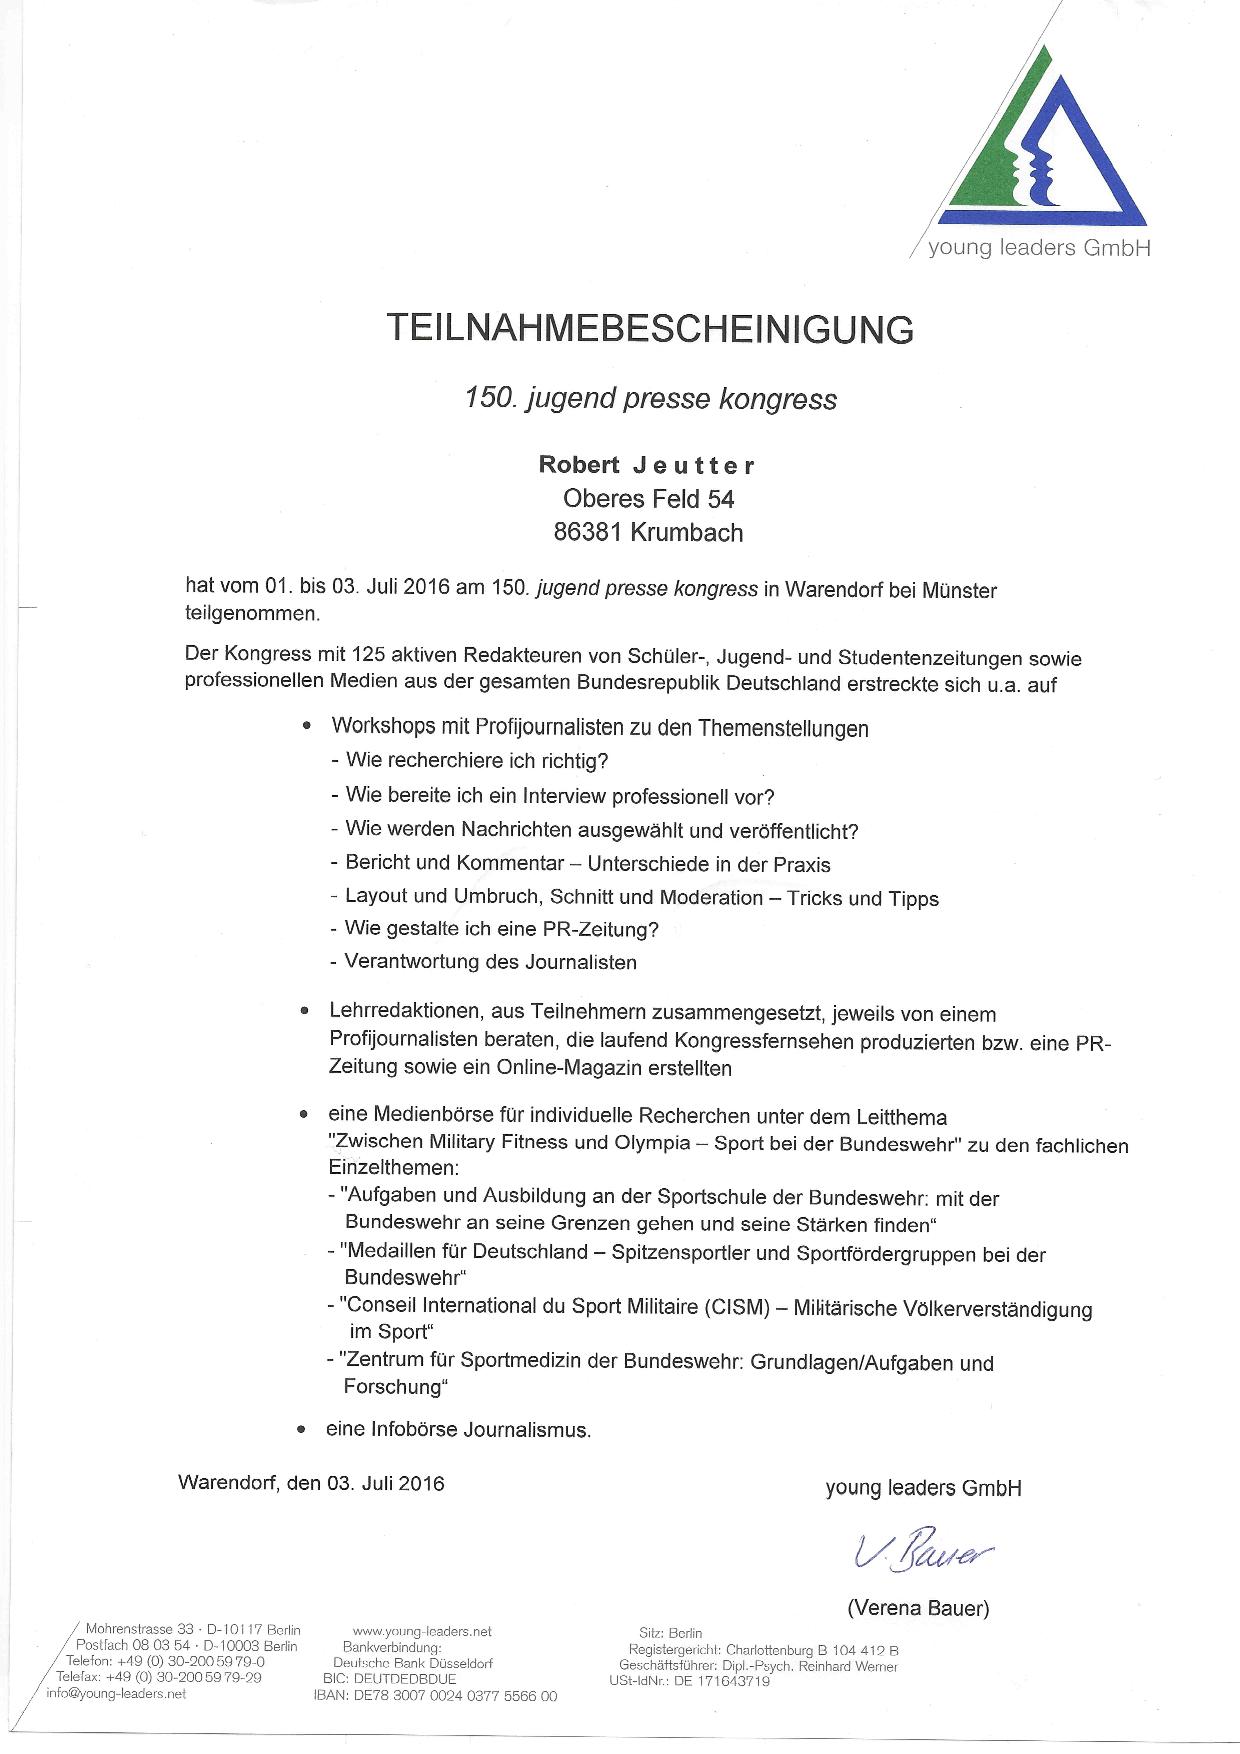 young leaders GmbH
TEILNAHMEBESCHEINIGUNG
150. jugend presse kongress
Robert Jeutter
Oberes Feld 54
86381 Krumbach
hat vom 01. bis 03. Juli 2016 am 150. jugend presse kongress in Warendorf bei Münster
teilgenommen.
Der Kongress mit 125 aktiven Redakteuren von Schüler-, Jugend- und Studentenzeitungen sowie
professionellen Medien aus der gesamten Bundesrepublik Deutschland erstreckte sich u.a. auf
• Workshops mit Profijournalisten zu den Themenstellungen
- Wie recherchiere ich richtig?
- Wie bereite ich ein Interview professionell vor?
- Wie werden Nachrichten ausgewählt und veröffentlicht?
- Bericht und Kommentar – Unterschiede in der Praxis
- Layout und Umbruch, Schnitt und Moderation – Tricks und Tipps
- Wie gestalte ich eine PR-Zeitung?
- Verantwortung des Journalisten
• Lehrredaktionen, aus Teilnehmern zusammengesetzt, jeweils von einem
Profijournalisten beraten, die laufend Kongressfernsehen produzierten bzw. eine PR-
Zeitung sowie ein Online-Magazin erstellten
• eine Medienbörse für individuelle Recherchen unter dem Leitthema
"Zwischen Military Fitness und Olympia – Sport bei der Bundeswehr" zu den fachlichen
Einzelthemen:
- "Aufgaben und Ausbildung an der Sportschule der Bundeswehr: mit der
Bundeswehr an seine Grenzen gehen und seine Stärken finden“
- "Medaillen für Deutschland – Spitzensportler und Sportfördergruppen bei der
Bundeswehr“
- "Conseil International du Sport Militaire (CISM) – Militärische Völkerverständigung
im Sport“
- "Zentrum für Sportmedizin der Bundeswehr: Grundlagen/Aufgaben und
Forschung“
• eine Infobörse Journalismus.
Warendorf, den 03. Juli 2016
young leaders GmbH
V. Bauer
(Verena Bauer)
Mohrenstrasse 33 · D-10117 Berlin
Postfach 08 03 54 · D-10003 Berlin
Telefon: +49 (0) 30-200 59 79-0
Telefax: +49 (0) 30-200 59 79-29
info@young-leaders.net
www.young-leaders.net
Bankverbindung:
Deutsche Bank Düsseldorf
BIC: DEUTDEDBDUE
IBAN: DE78 3007 0024 0377 5566 00
Sitz: Berlin
Registergericht: Charlottenburg B 104 412 B
Geschäftsführer: Dipl.-Psych. Reinhard Werner
USt-IdNr.: DE 171643719